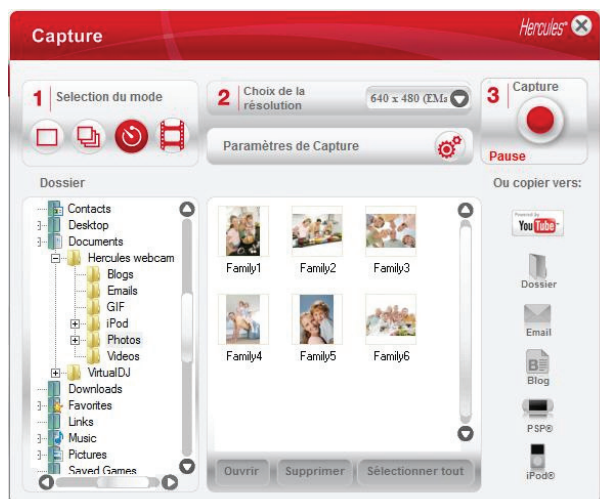 Capture
Hercules®
1 Selection du mode
2 Choix de la
résolution
640 x 480 (EMa
3 Capture
Pause
Paramètres de Capture
Dossier
Contacts
Desktop
Documents
Hercules webcam
Blogs
Emails
GIF
iPod
Photos
Videos
VirtualDJ
Downloads
Favorites
Links
Music
Pictures
Saved Games
Family1
Family2
Family3
Family4
Family5
Family6
Ouvrir
Supprimer
Sélectionner tout
Ou copier vers:
Powered by
YouTube
Dossier
Email
B
Blog
PSP®
iPod®